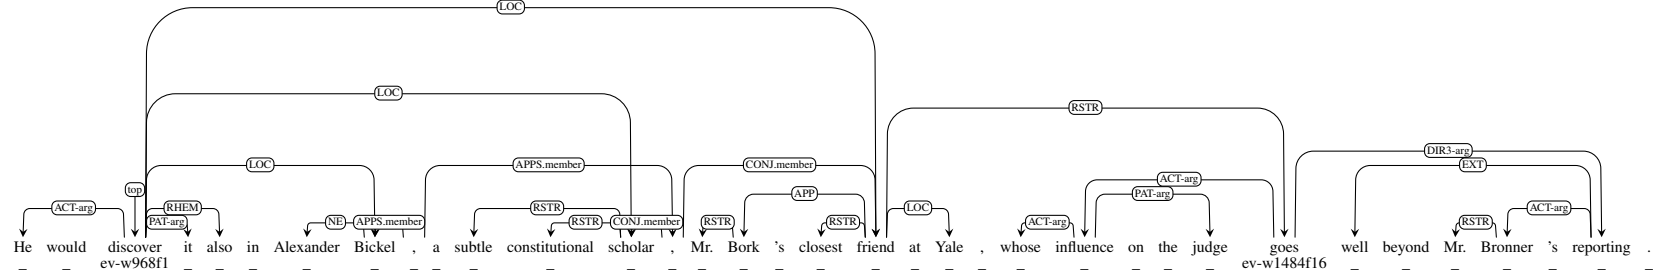 LOC
LOC
RSTR
DIR3-arg
LOC APPS.member CONJ.member EXT
ACT-arg
top APP PAT-arg
ACT-arg RHEM RSTR LOC ACT-arg
PAT-arg NE APPS.member RSTR CONJ.member RSTR RSTR ACT-arg RSTR
He would discover it also in Alexander Bickel , a subtle constitutional scholar , Mr. Bork 's closest friend at Yale , whose influence on the judge goes well beyond Mr. Bronner 's reporting .
_ _ ev-w968f1 _ _ _ _ _ _ _ _ _ _ _ _ _ _ _ _ _ _ _ _ _ _ _ _ ev-w1484f16 _ _ _ _ _ _ _